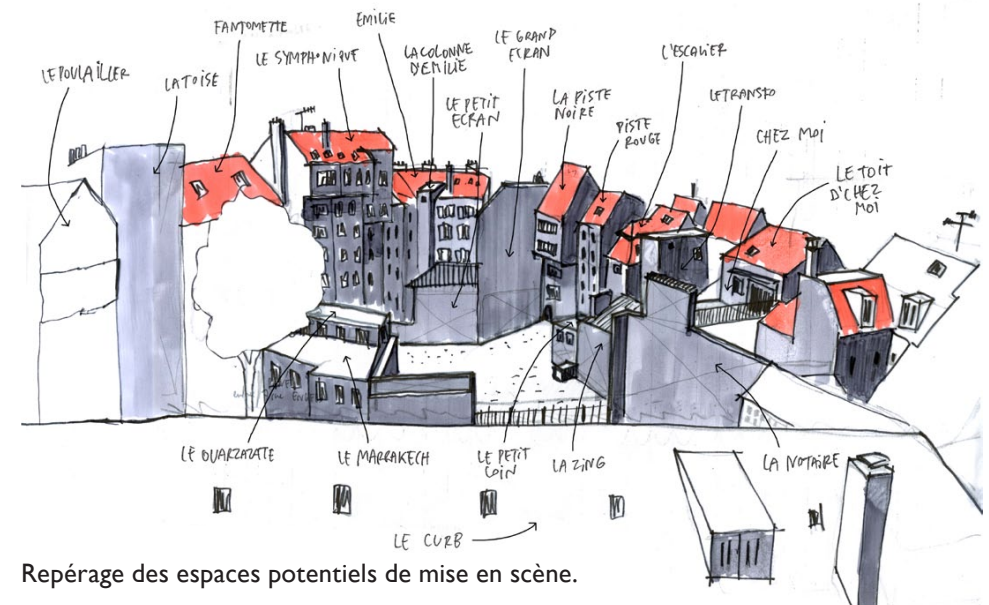 LE POULAILLER
LA TOISE
FANTOMETTE
LE SYMPHONIQUE
EMILIE
LA COLONNE
D'EMILIE
LE PETIT
ECRAN
LE GRAND
ECRAN
LA PISTE
NOIRE
PISTE
ROUGE
L'ESCALIER
LE TRANSFO
CHEZ MOI
LE TOIT
D'CHEZ
MOI
LE OUARZAZATE
LE MARRAKECH
LE PETIT
COIN
LA ZING
LA NOTAIRE
LE CURB
Repérage des espaces potentiels de mise en scène.